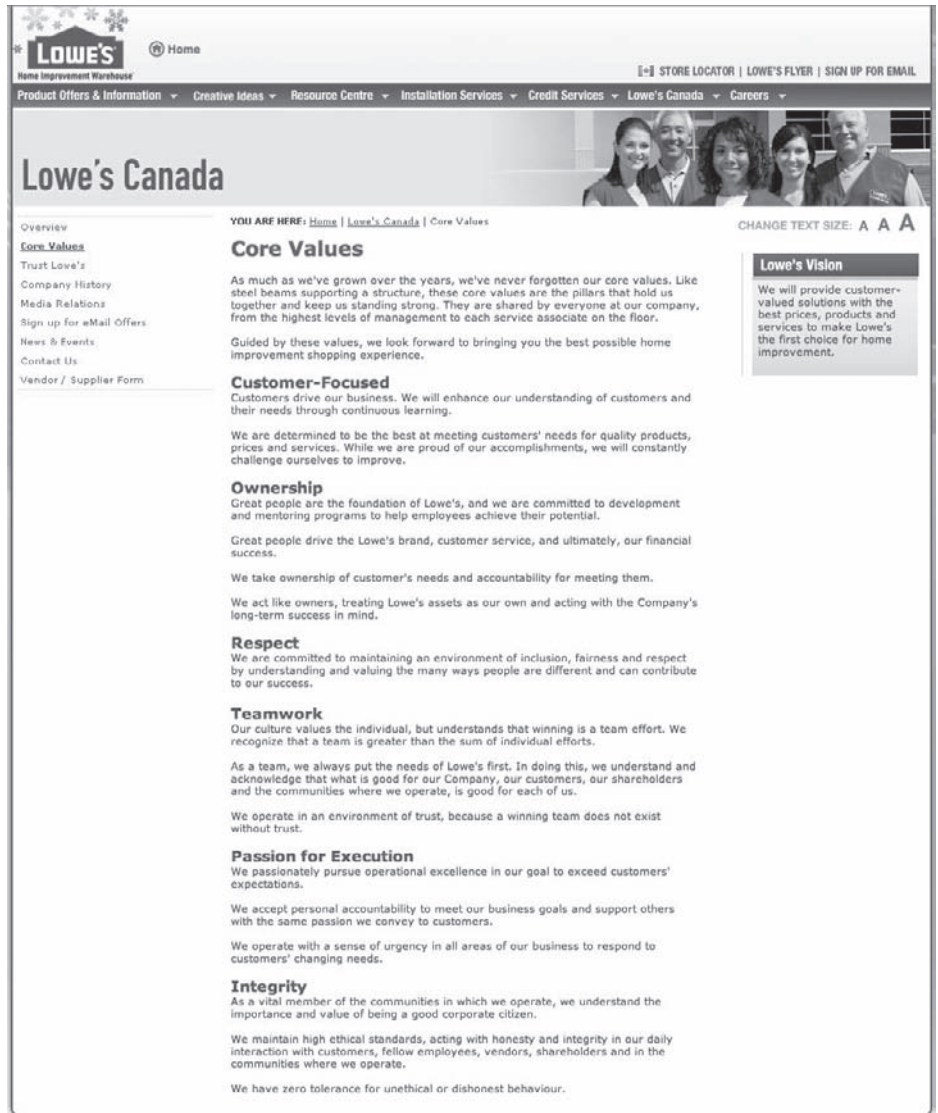 LOWE'S
Home Improvement Warehouse
Home
[+] STORE LOCATOR | LOWE'S FLYER | SIGN UP FOR EMAIL
Product Offers & Information Creative Ideas Resource Centre Installation Services Credit Services Lowe's Canada Careers
Lowe's Canada
Overview
Core Values
Trust Lowe's
Company History
Media Relations
Sign up for eMail Offers
News & Events
Contact Us
Vendor / Supplier Form
YOU ARE HERE: Home | Lowe's Canada | Core Values
CHANGE TEXT SIZE: A A A
Core Values
As much as we've grown over the years, we've never forgotten our core values. Like
steel beams supporting a structure, these core values are the pillars that hold us
together and keep us standing strong. They are shared by everyone at our company,
from the highest levels of management to each service associate on the floor.
Guided by these values, we look forward to bringing you the best possible home
improvement shopping experience.
Customer-Focused
Customers drive our business. We will enhance our understanding of customers and
their needs through continuous learning.
We are determined to be the best at meeting customers' needs for quality products,
prices and services. While we are proud of our accomplishments, we will constantly
challenge ourselves to improve.
Ownership
Great people are the foundation of Lowe's, and we are committed to development
and mentoring programs to help employees achieve their potential.
Great people drive the Lowe's brand, customer service, and ultimately, our financial
success.
We take ownership of customer's needs and accountability for meeting them.
We act like owners, treating Lowe's assets as our own and acting with the Company's
long-term success in mind.
Respect
We are committed to maintaining an environment of inclusion, fairness and respect
by understanding and valuing the many ways people are different and can contribute
to our success.
Teamwork
Our culture values the individual, but understands that winning is a team effort. We
recognize that a team is greater than the sum of individual efforts.
As a team, we always put the needs of Lowe's first. In doing this, we understand and
acknowledge that what is good for our Company, our customers, our shareholders
and the communities where we operate, is good for each of us.
We operate in an environment of trust, because a winning team does not exist
without trust.
Passion for Execution
We passionately pursue operational excellence in our goal to exceed customers'
expectations.
We accept personal accountability to meet our business goals and support others
with the same passion we convey to customers.
We operate with a sense of urgency in all areas of our business to respond to
customers' changing needs.
Integrity
As a vital member of the communities in which we operate, we understand the
importance and value of being a good corporate citizen.
We maintain high ethical standards, acting with honesty and integrity in our daily
interaction with customers, fellow employees, vendors, shareholders and in the
communities where we operate.
We have zero tolerance for unethical or dishonest behaviour.
Lowe's Vision
We will provide customer-
valued solutions with the
best prices, products and
services to make Lowe's
the first choice for home
improvement.